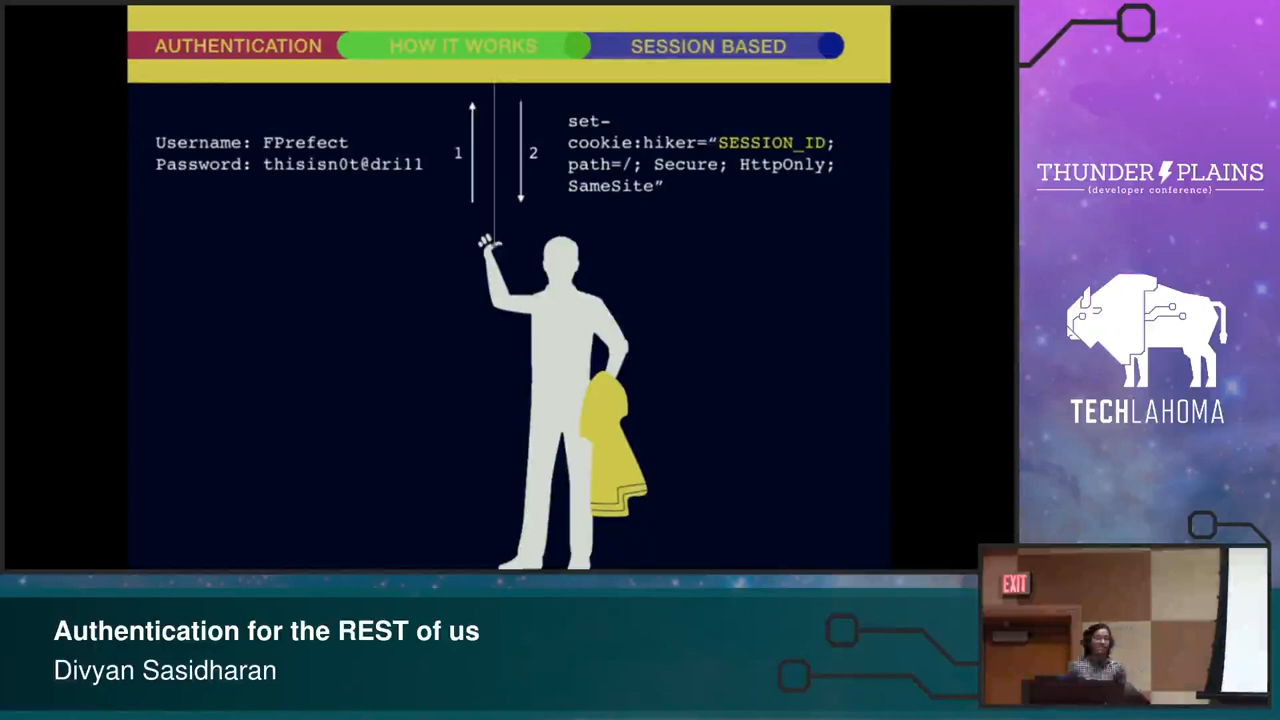 AUTHENTICATION
HOW IT WORKS
SESSION BASED
Username: FPrefect
Password: thisisn0t@drill
1
2
set-
cookie:hiker=“SESSION_ID;
path=/; Secure; HttpOnly;
SameSite”
THUNDER PLAINS
{developer conference}
TECHLAHOMA
EXIT
Authentication for the REST of us
Divyan Sasidharan